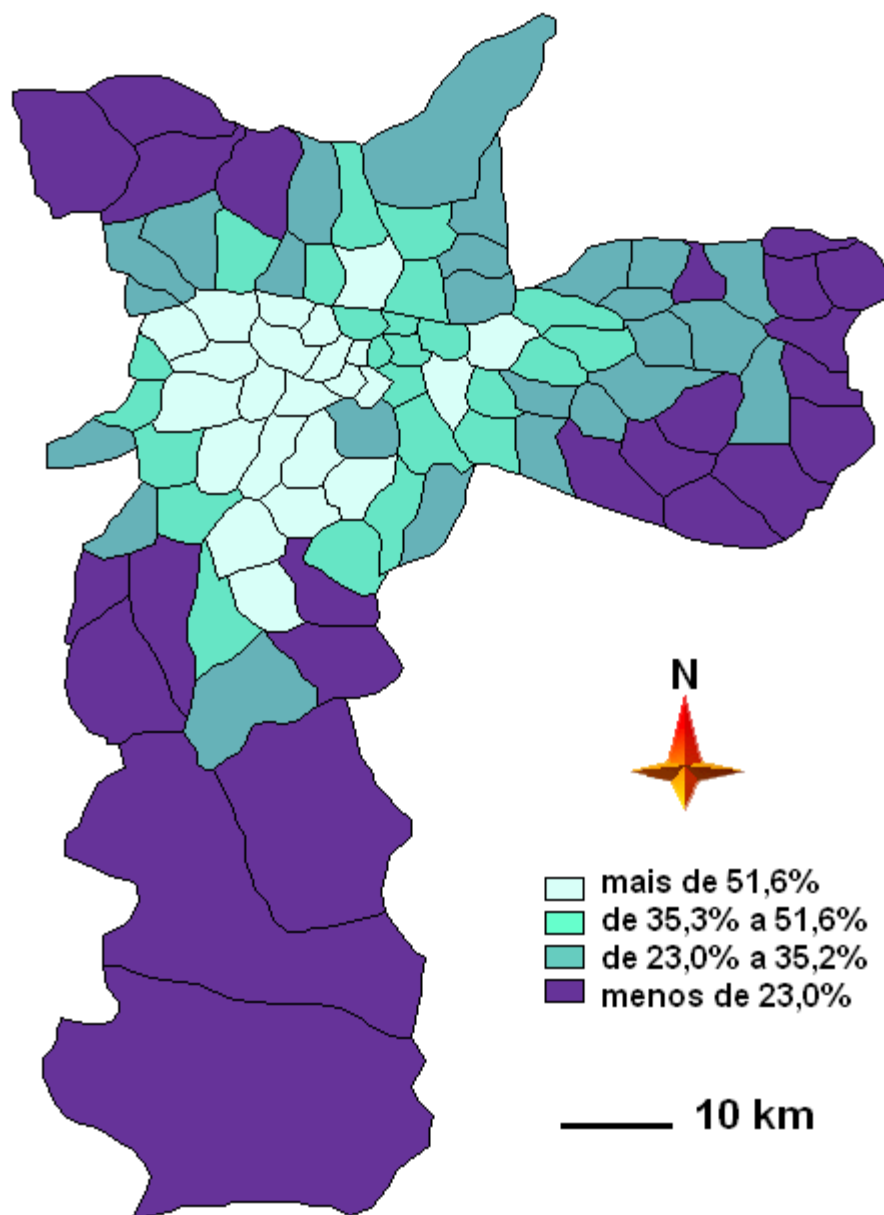 N
mais de 51,6%
de 35,3% a 51,6%
de 23,0% a 35,2%
menos de 23,0%
10 km